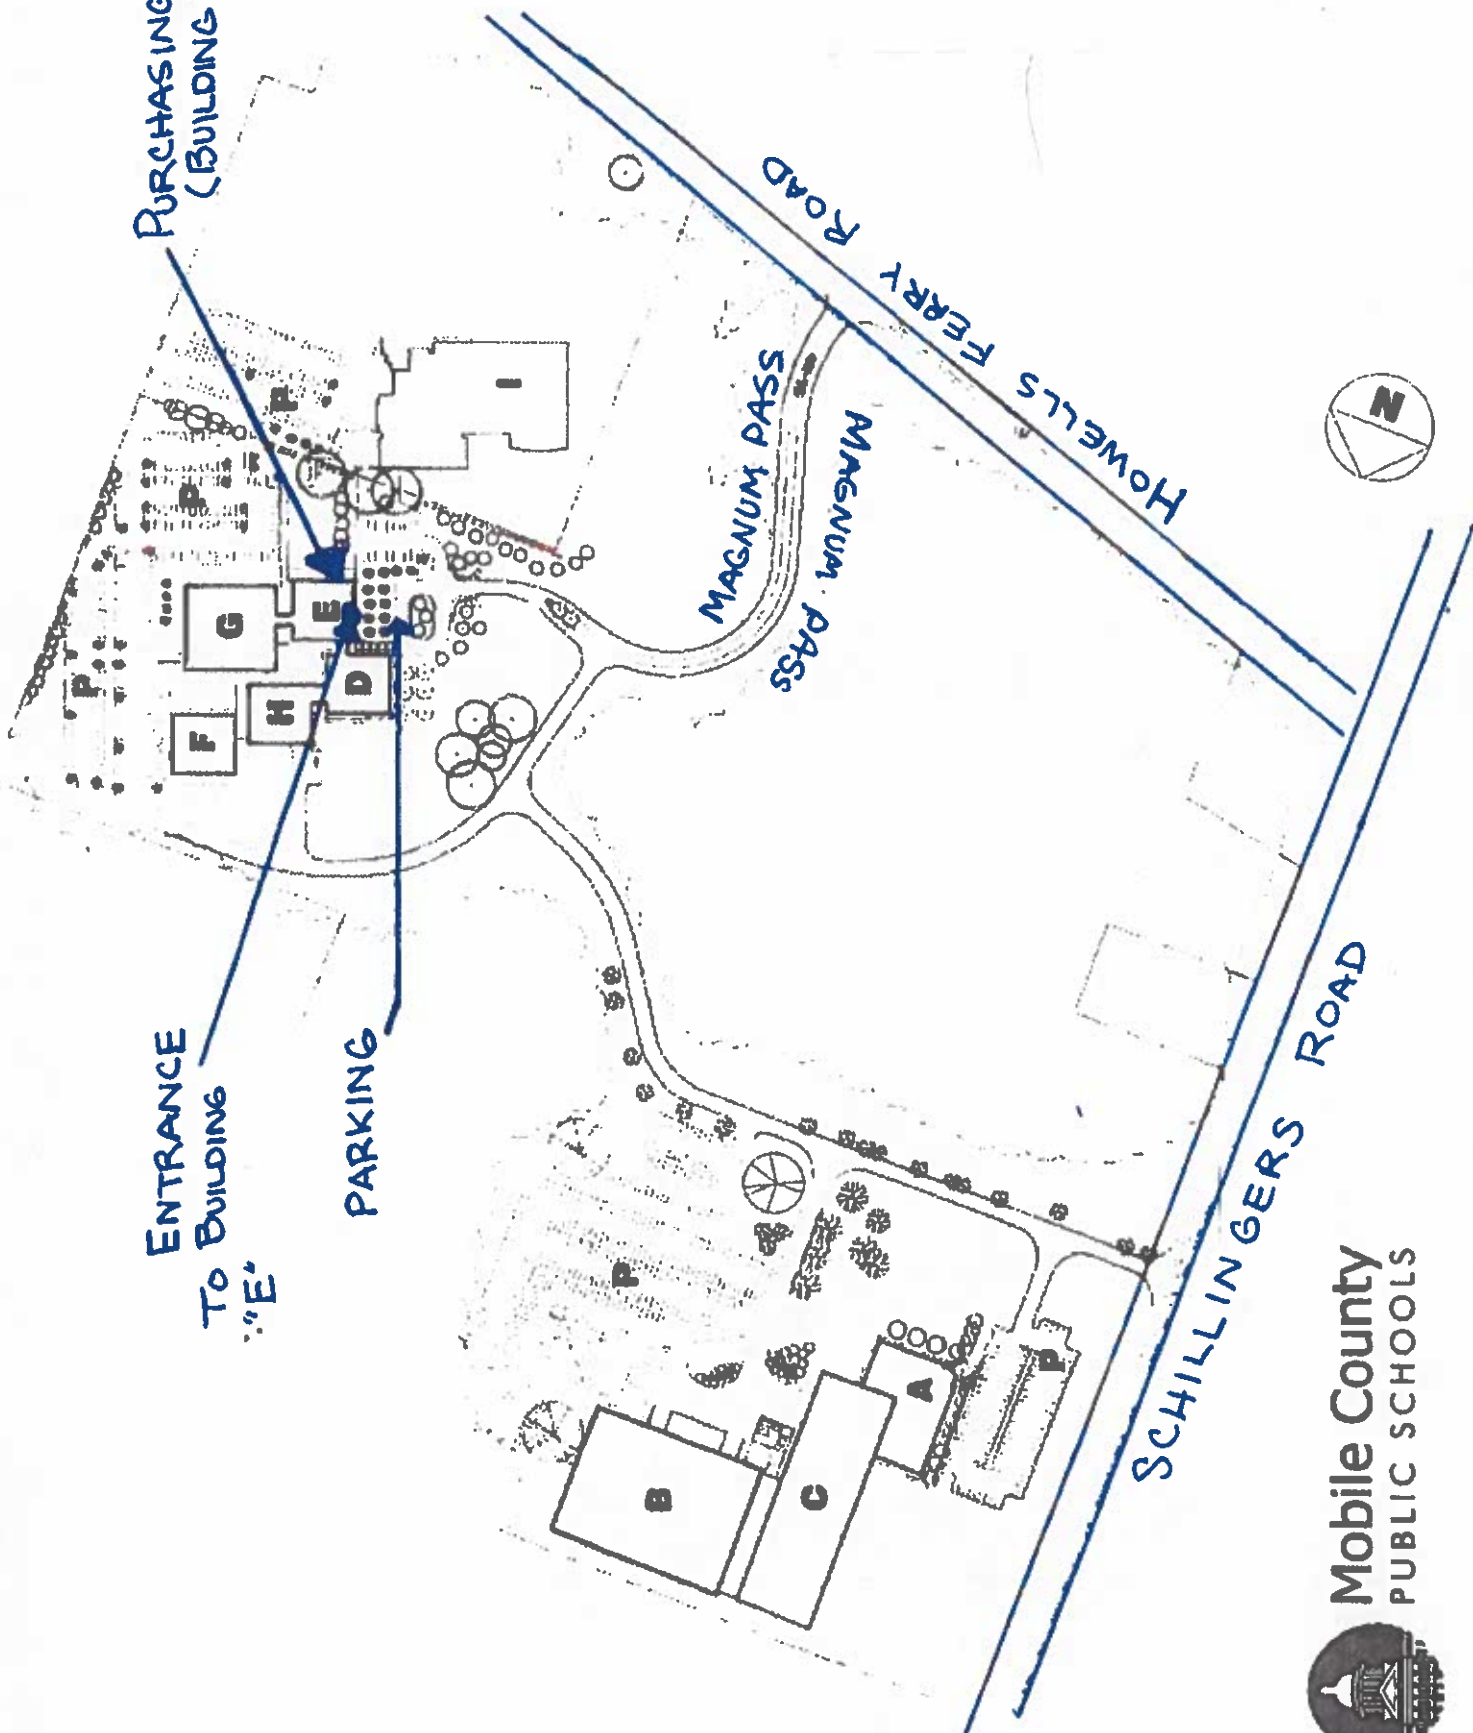 PURCHASING
(BUILDING
ENTRANCE
TO BUILDING
"E"
PARKING
MAGNUM PASS
MAGNUM PASS
HOWELLS FERRY ROAD
SCHILLINGERS ROAD
N
P
P
P
G
E
F
H
D
I
P
B
C
A
P
Mobile County
PUBLIC SCHOOLS